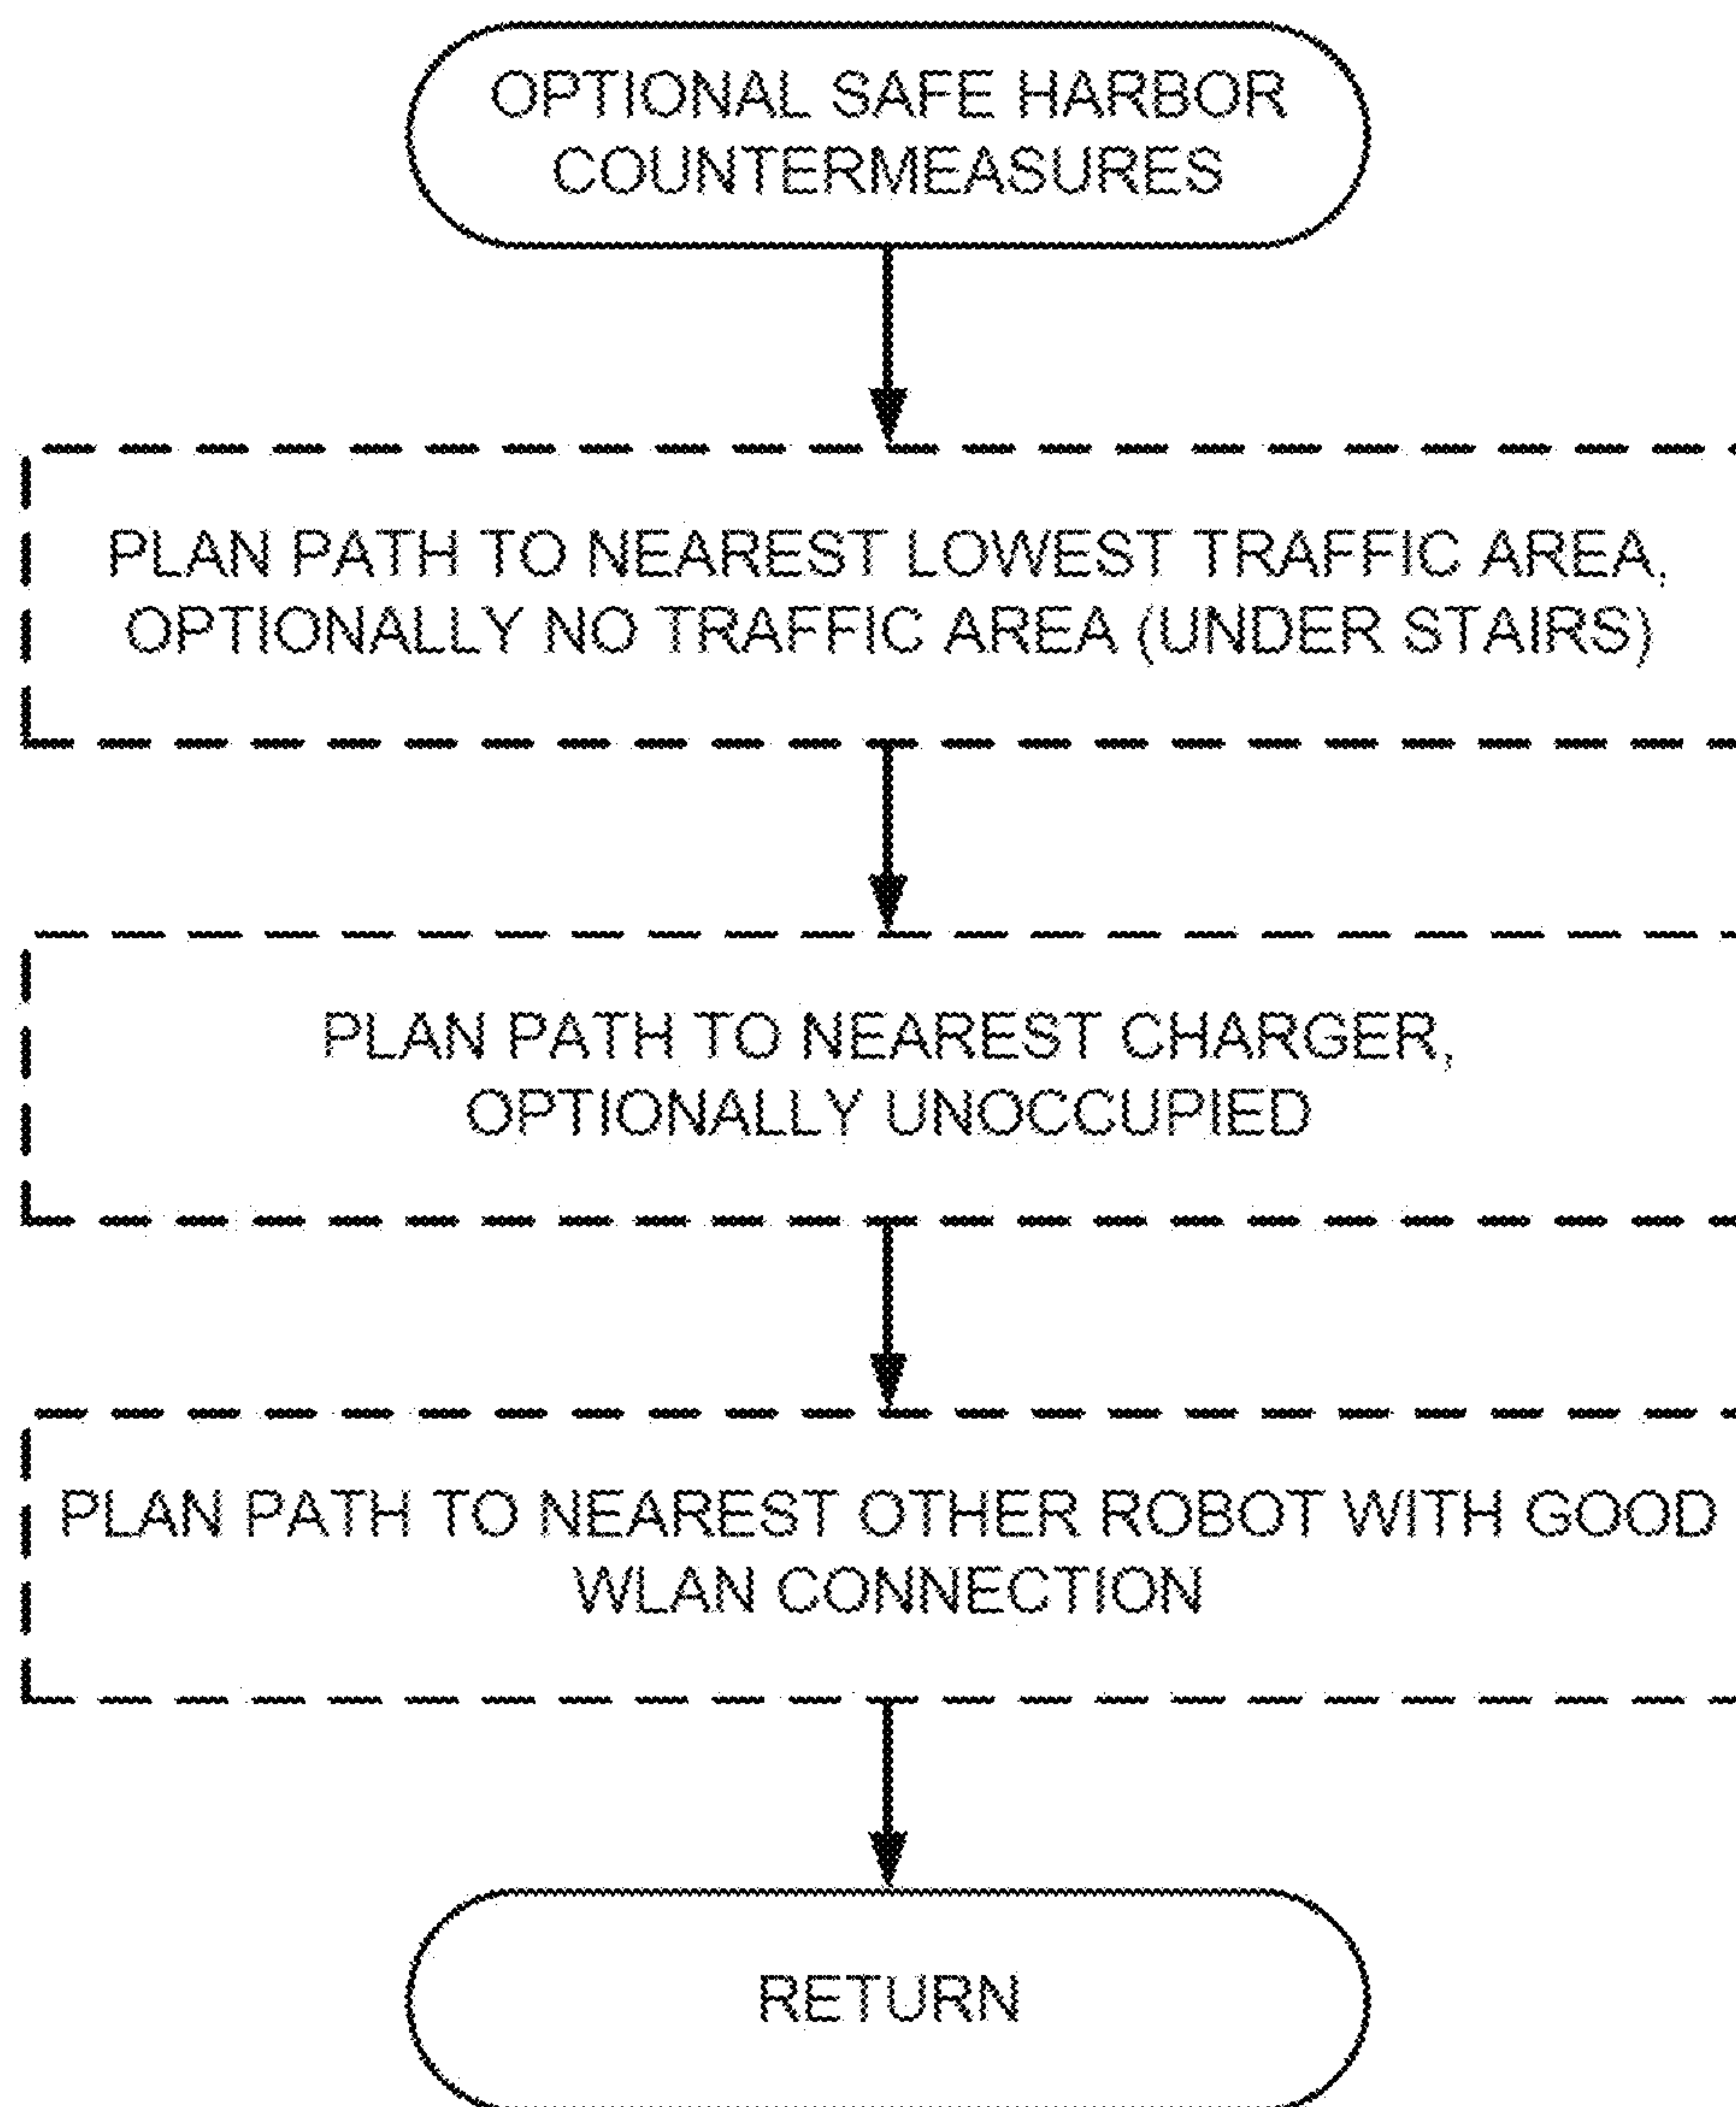 OPTIONAL SAFE HARBOR
COUNTERMEASURES
PLAN PATH TO NEAREST LOWEST TRAFFIC AREA,
OPTIONALLY NO TRAFFIC AREA (UNDER STAIRS)
PLAN PATH TO NEAREST CHARGER,
OPTIONALLY UNOCCUPIED
PLAN PATH TO NEAREST OTHER ROBOT WITH GOOD
WLAN CONNECTION
RETURN